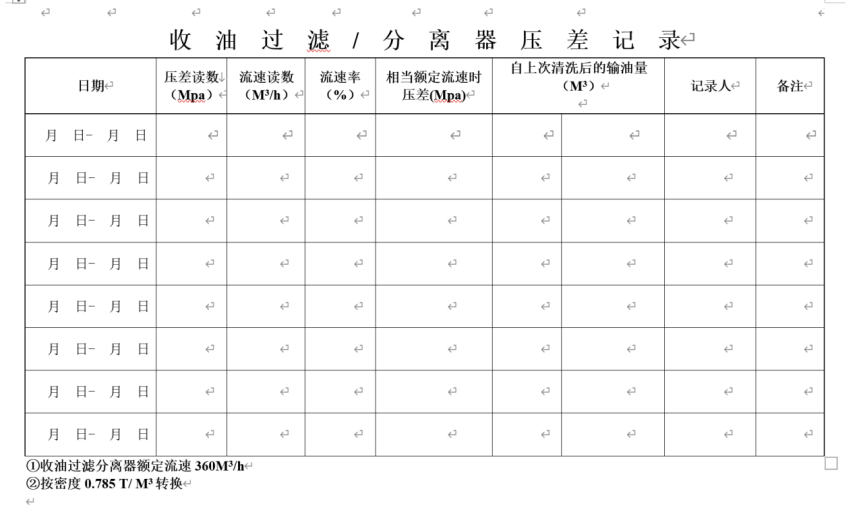 收油过滤/分离器压差记录
日期 压差读数 流速读数 流速率 相当额定流速时 自上次清洗后的输油量 记录人 备注
（Mpa） （M³/h） （%） 压差(Mpa) （M³）
月 日- 月 日
月 日- 月 日
月 日- 月 日
月 日- 月 日
月 日- 月 日
月 日- 月 日
月 日- 月 日
月 日- 月 日
①收油过滤分离器额定流速 360M³/h
②按密度 0.785 T/ M³ 转换